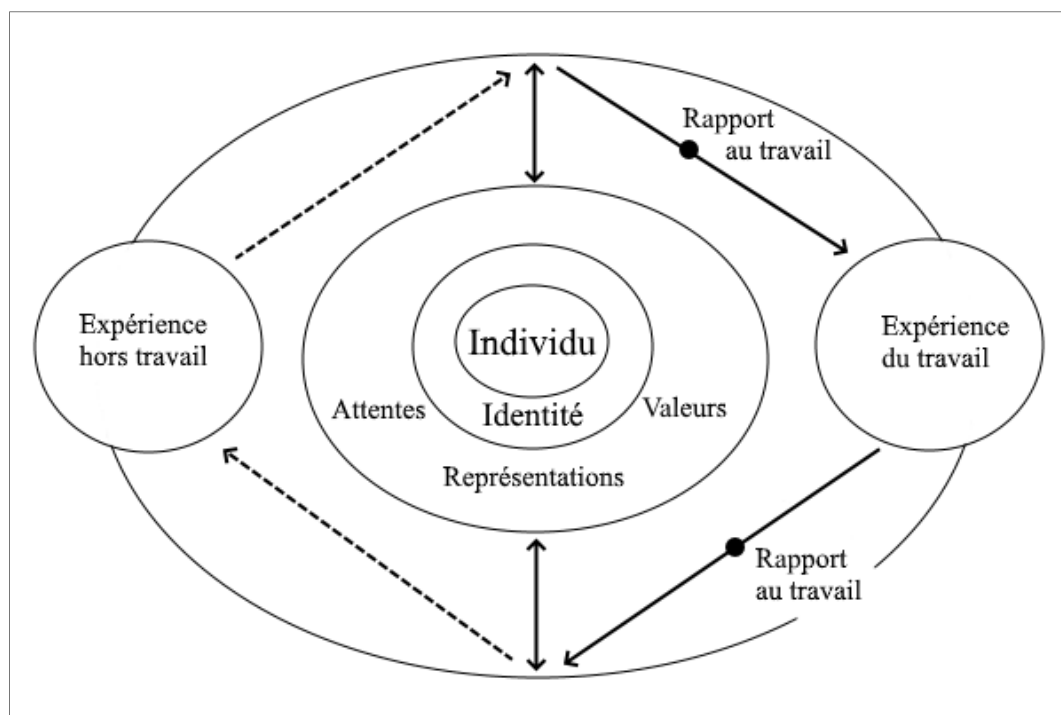 Rapport
au travail
Expérience
hors travail
Individu
Expérience
du travail
Attentes
Identité
Valeurs
Représentations
Rapport
au travail